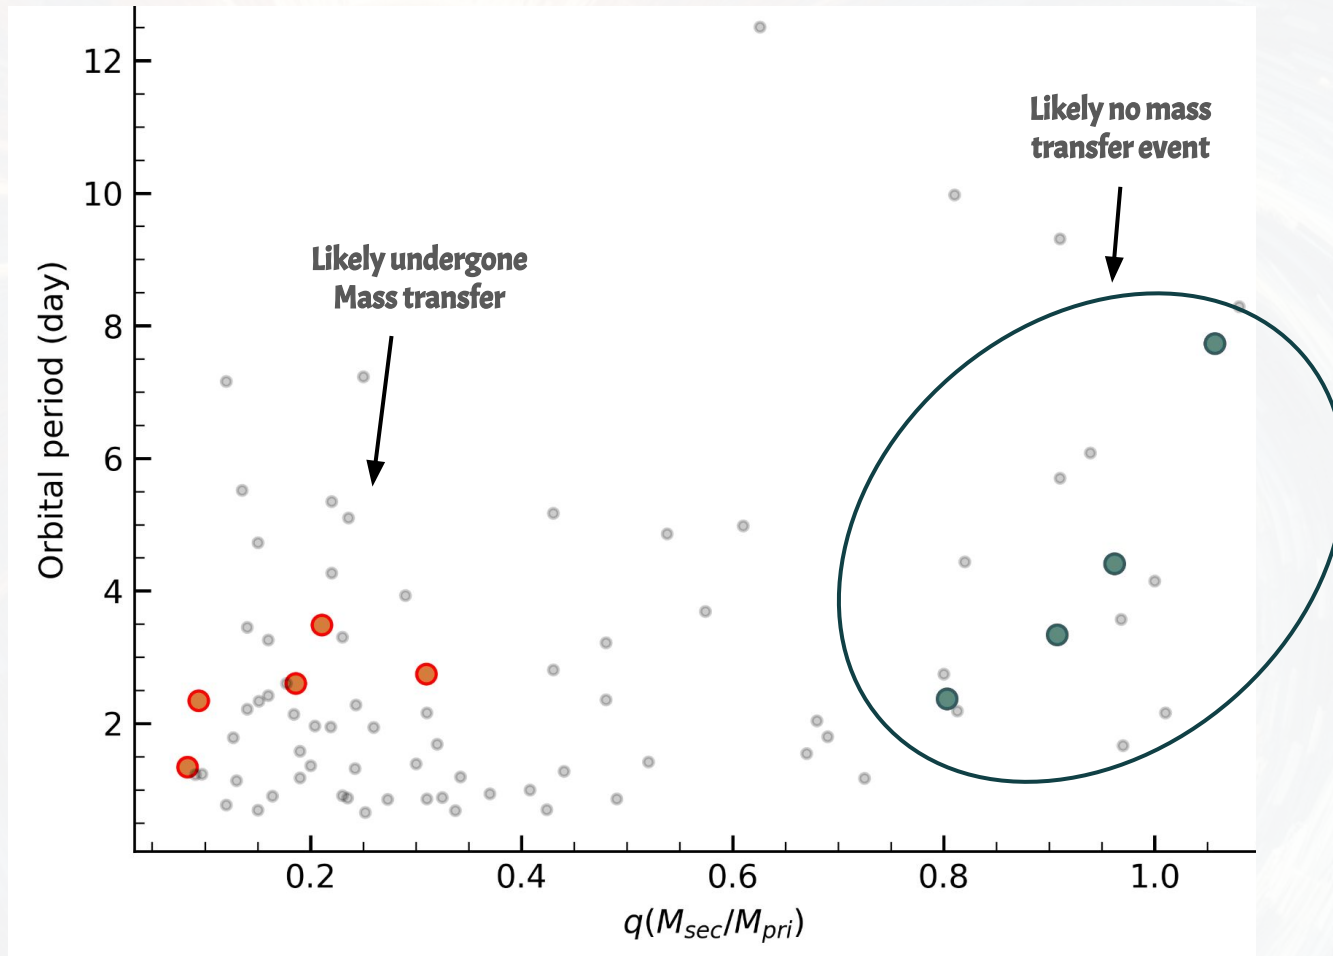 12
10
8
6
4
2
Orbital period (day)
Likely undergone
Mass transfer
Likely no mass
transfer event
0.2 0.4 0.6 0.8 1.0
q(M_sec/M_pri)